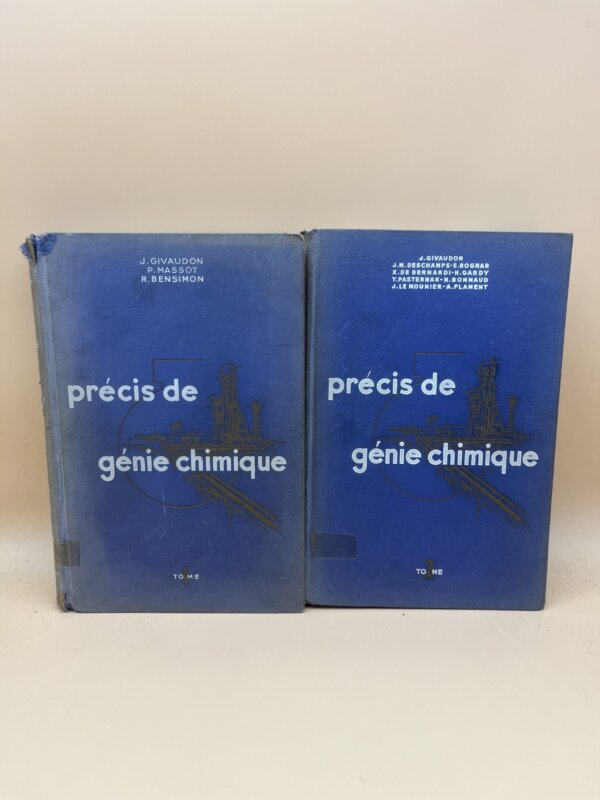 J. GIVAUDON
P. MASSOT
R. BENSIMON
précis de
génie chimique
TOME
1
J. GIVAUDON
J.N. DESCHAMPS-E. BOGNAR
X. DE BERNARDI-H. GARDY
Y. PASTERNAK-H. BONNAUD
J. LE MOUNIER-A. FLAMENT
précis de
génie chimique
TOME